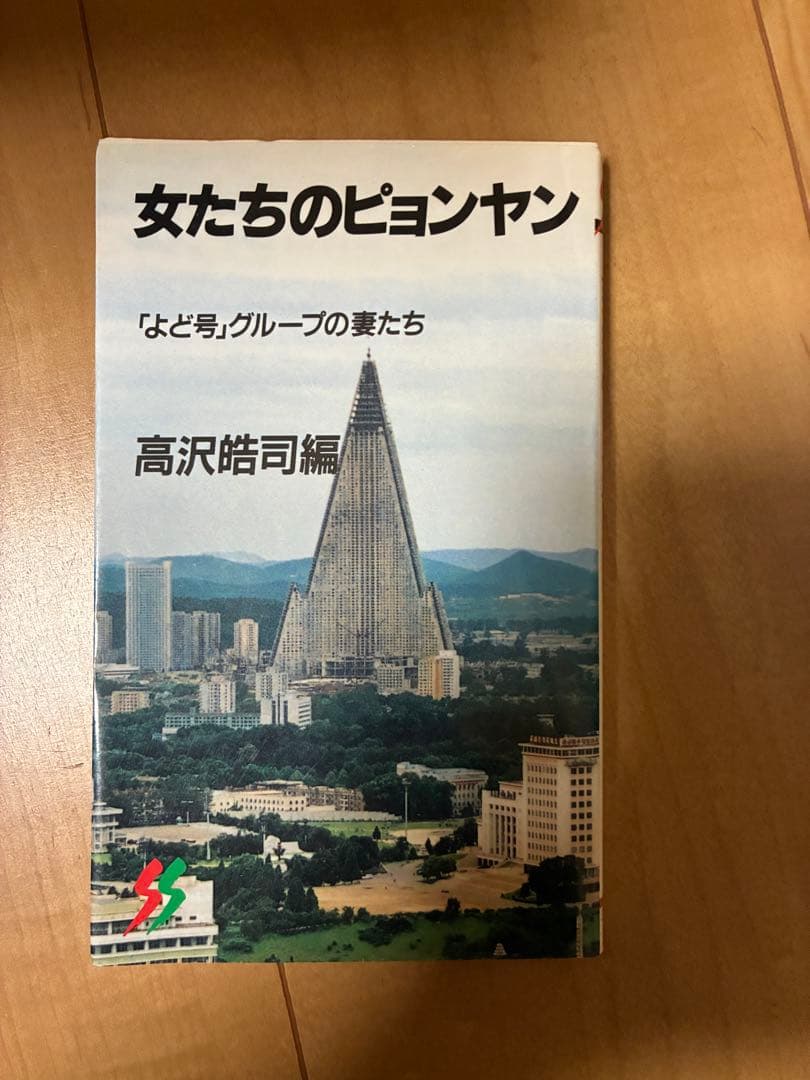 女たちのピョンヤン
「よど号」グループの妻たち
高沢皓司編
SS